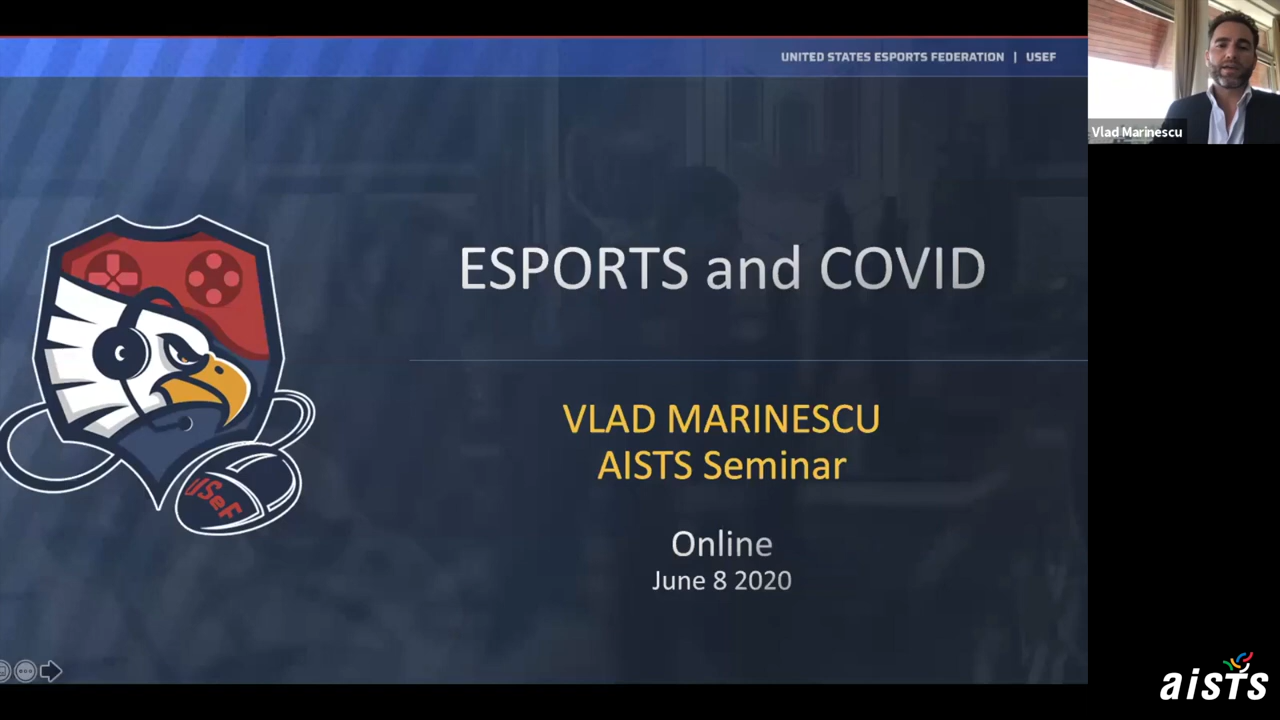 UNITED STATES ESPORTS FEDERATION | USEF
Vlad Marinescu
ESPORTS and COVID
VLAD MARINESCU
AISTS Seminar
USeF
Online
June 8 2020
aisTs